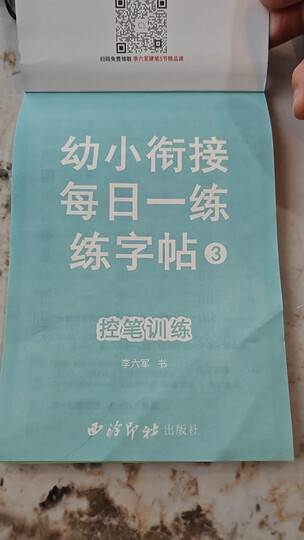 扫码免费领取 李六军硬笔5节精品课
幼小衔接
每日一练
练字帖3
控笔训练
李六军 书
西泠印社出版社